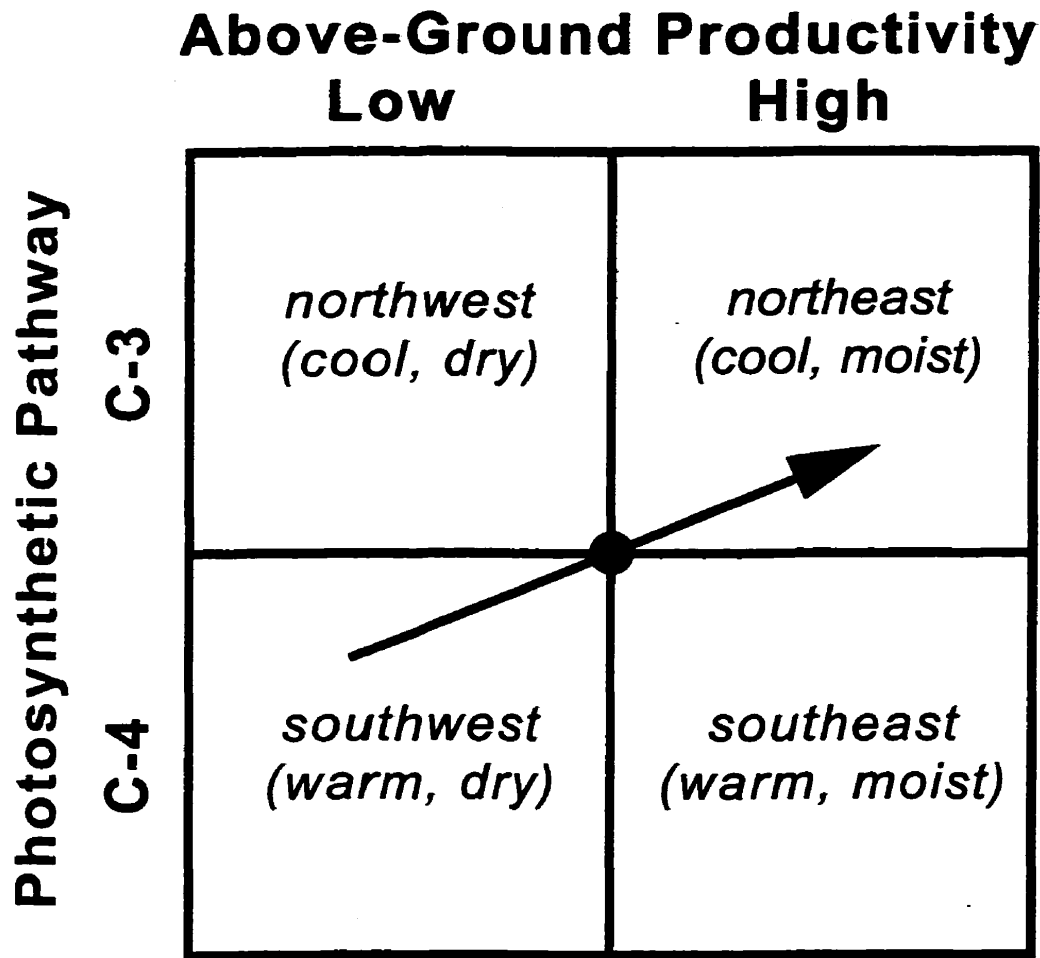 Above-Ground Productivity
Low High
Photosynthetic Pathway
C-3
northwest
(cool, dry)
northeast
(cool, moist)
C-4
southwest
(warm, dry)
southeast
(warm, moist)